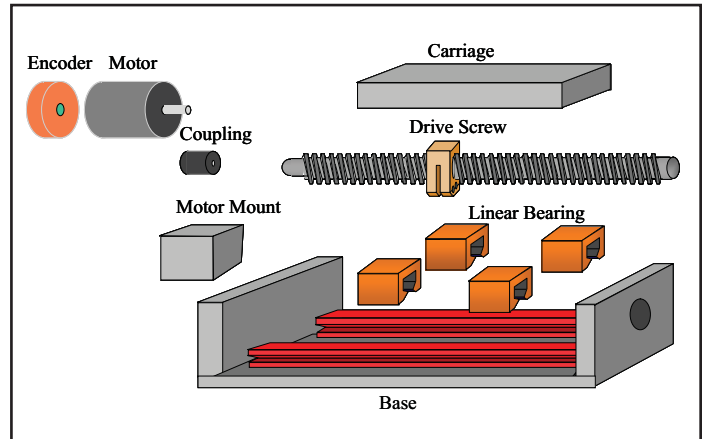 Encoder
Motor
Carriage
Drive Screw
Coupling
Motor Mount
Linear Bearing
Base